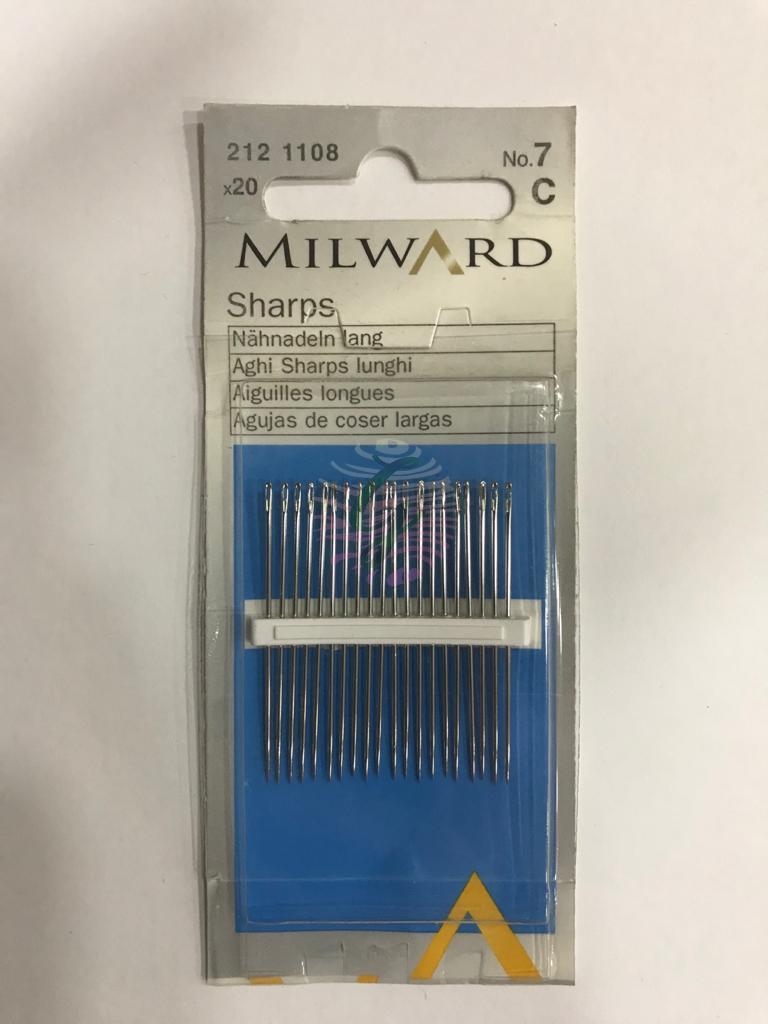 212 1108
No.7
x20
C
MILWARD
Sharps
Nähnadeln lang
Aghi Sharps lunghi
Aiguilles longues
Agujas de coser largas